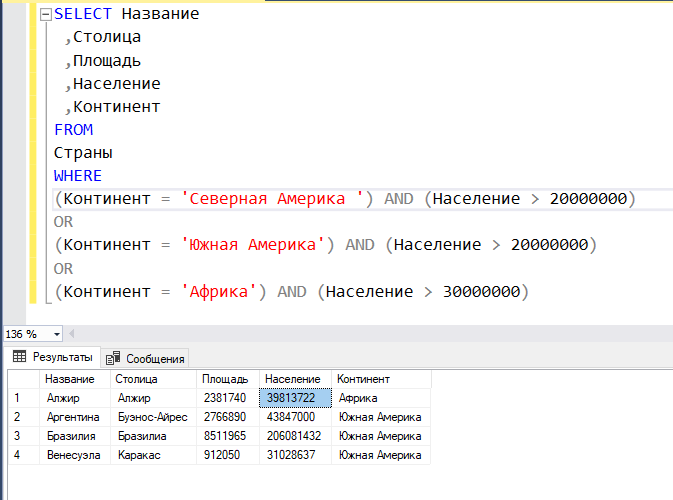 SELECT Название
,Столица
,Площадь
,Население
,Континент
FROM
Страны
WHERE
(Континент = 'Северная Америка ') AND (Население > 20000000)
OR
(Континент = 'Южная Америка') AND (Население > 20000000)
OR
(Континент = 'Африка') AND (Население > 30000000)
136 %
Результаты Сообщения
Название Столица Площадь Население Континент
1 Алжир Алжир 2381740 39813722 Африка
2 Аргентина Буэнос-Айрес 2766890 43847000 Южная Америка
3 Бразилия Бразилиа 8511965 206081432 Южная Америка
4 Венесуэла Каракас 912050 31028637 Южная Америка